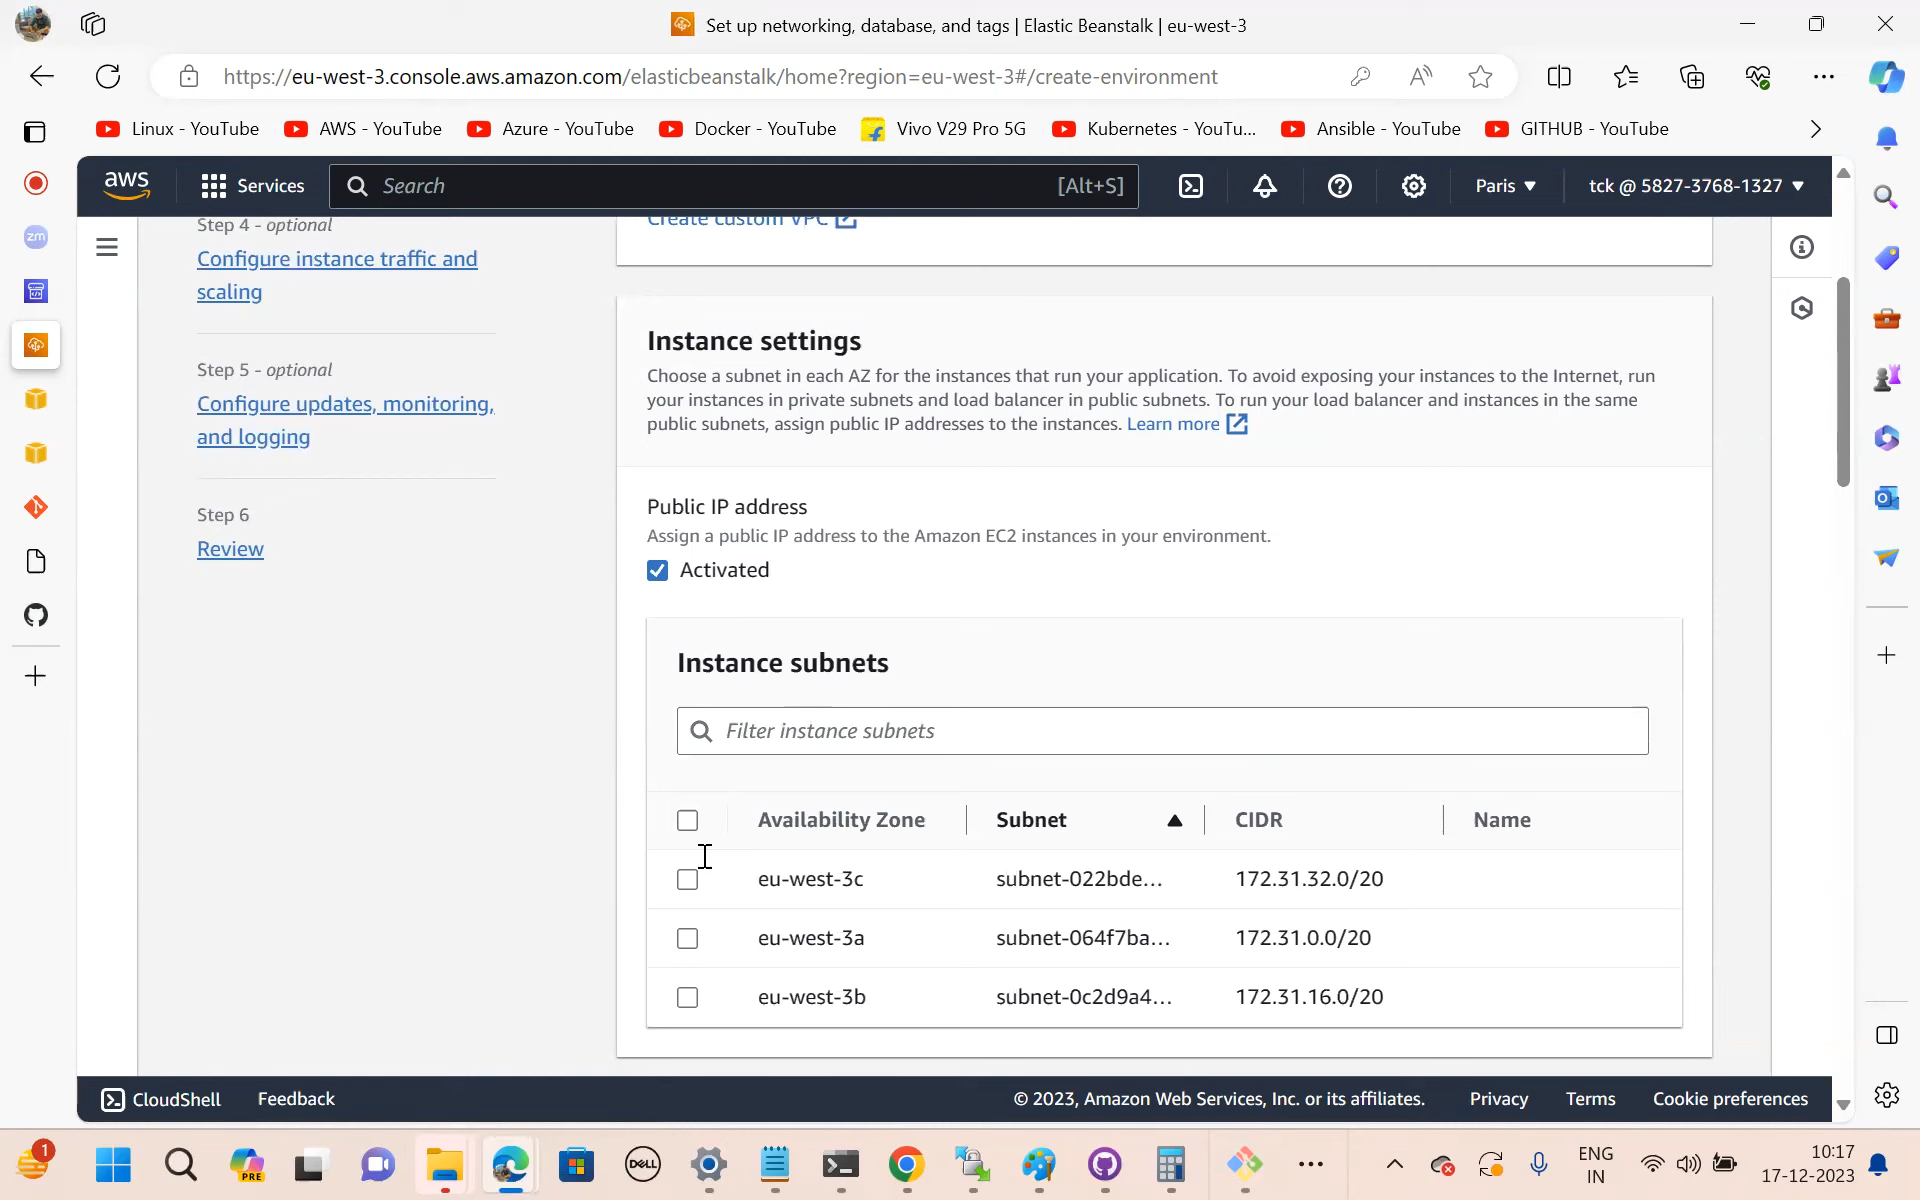 Set up networking, database, and tags | Elastic Beanstalk | eu-west-3
https://eu-west-3.console.aws.amazon.com/elasticbeanstalk/home?region=eu-west-3#/create-environment
Linux - YouTube
AWS - YouTube
Azure - YouTube
Docker - YouTube
Vivo V29 Pro 5G
Kubernetes - YouTu...
Ansible - YouTube
GITHUB - YouTube
aws
Services
Search
[Alt+S]
Paris
tck @ 5827-3768-1327
zm
Step 4 - optional
Configure instance traffic and
scaling
Step 5 - optional
Configure updates, monitoring,
and logging
Step 6
Review
Create custom VPC
Instance settings
Choose a subnet in each AZ for the instances that run your application. To avoid exposing your instances to the Internet, run
your instances in private subnets and load balancer in public subnets. To run your load balancer and instances in the same
public subnets, assign public IP addresses to the instances. Learn more
Public IP address
Assign a public IP address to the Amazon EC2 instances in your environment.
Activated
Instance subnets
Filter instance subnets
Availability Zone
Subnet
CIDR
Name
eu-west-3c
subnet-022bde...
172.31.32.0/20
eu-west-3a
subnet-064f7ba...
172.31.0.0/20
eu-west-3b
subnet-0c2d9a4...
172.31.16.0/20
CloudShell
Feedback
© 2023, Amazon Web Services, Inc. or its affiliates.
Privacy
Terms
Cookie preferences
1
PRE
DELL
ENG
IN
10:17
17-12-2023